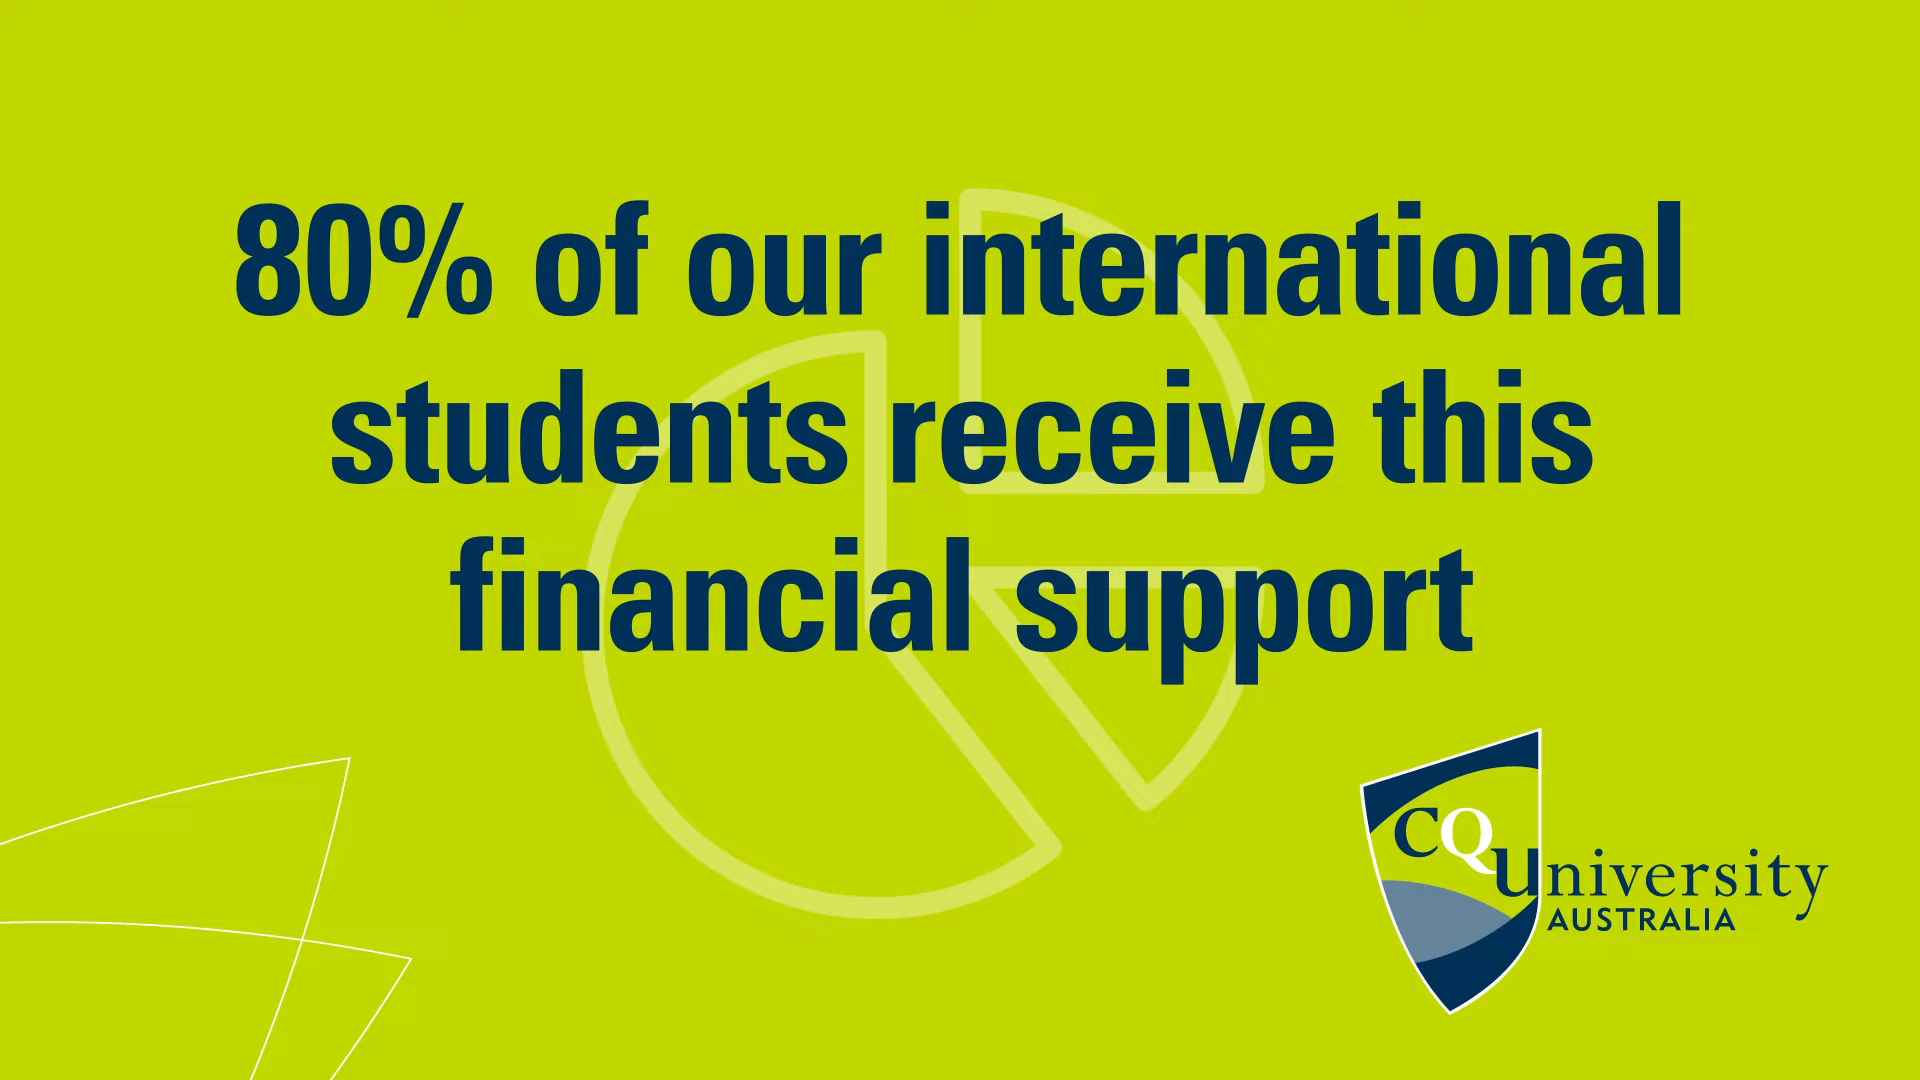 80% of our international
students receive this
financial support
CQUniversity
AUSTRALIA